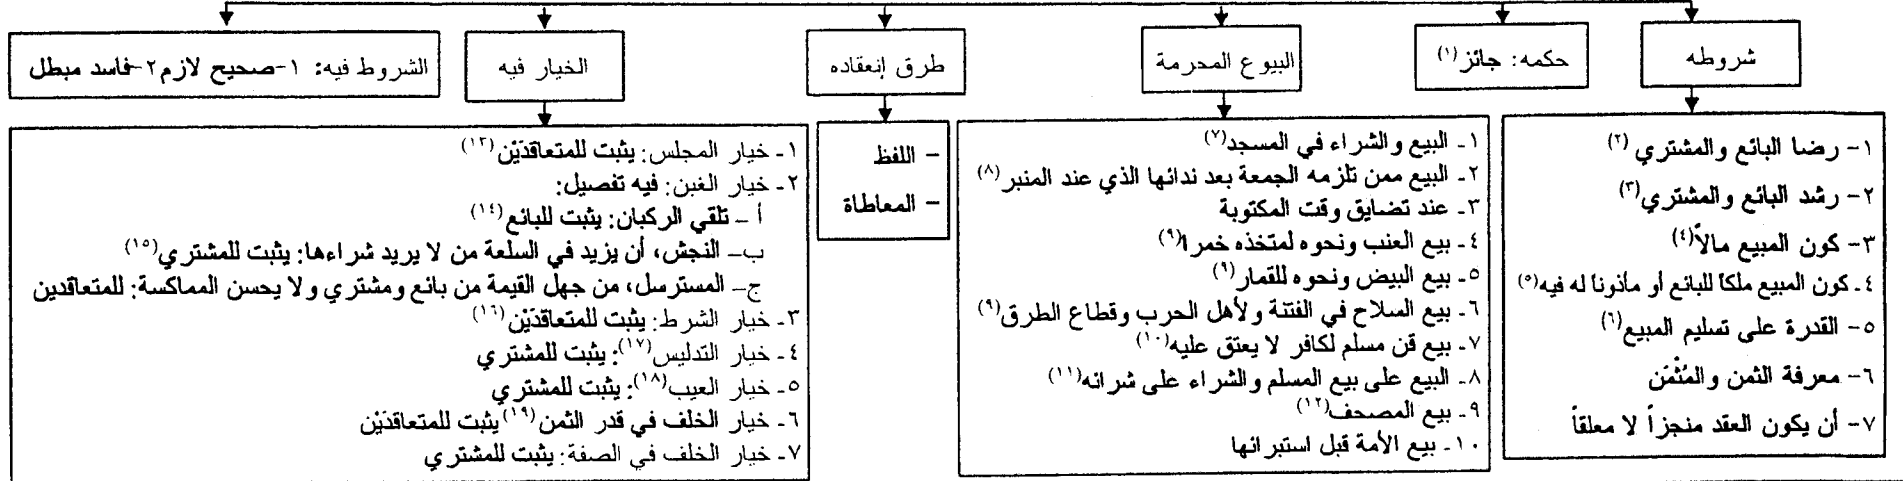 شروطه
حكمه: جائز(١)
البيوع المحرمة
طرق إنعقاده
الخيار فيه
الشروط فيه: ١-صحيح لازم٢-فاسد مبطل
١- رضا البائع والمشتري (٢)
٢- رشد البائع والمشتري(٣)
٣- كون المبيع مالاً(٤)
٤- كون المبيع ملكاً للبائع أو مأذوناً له فيه(٥)
٥- القدرة على تسليم المبيع(٦)
٦- معرفة الثمن والمُثْمَن
٧- أن يكون العقد منجزاً لا معلقاً
١- البيع والشراء في المسجد(٧)
٢- البيع ممن تلزمه الجمعة بعد ندائها الذي عند المنبر(٨)
٣- عند تضايق وقت المكتوبة
٤- بيع العنب ونحوه لمتخذه خمرا(٩)
٥- بيع البيض ونحوه للقمار(٩)
٦- بيع السلاح في الفتنة ولأهل الحرب وقطاع الطرق(٩)
٧- بيع قن مسلم لكافر لا يعتق عليه(١٠)
٨- البيع على بيع المسلم والشراء على شرائه(١١)
٩- بيع المصحف(١٢)
١٠- بيع الأمة قبل استبرائها
– اللفظ
– المعاطاة
١- خيار المجلس: يثبت للمتعاقدَيْن(١٣)
٢- خيار الغبن: فيه تفصيل:
أ – تلقي الركبان: يثبت للبائع(١٤)
ب– النجش، أن يزيد في السلعة من لا يريد شراءها: يثبت للمشتري(١٥)
ج– المسترسل، من جهل القيمة من بائع ومشتري ولا يحسن المماكسة: للمتعاقدين
٣- خيار الشرط: يثبت للمتعاقدَيْن(١٦)
٤- خيار التدليس(١٧): يثبت للمشتري
٥- خيار العيب(١٨): يثبت للمشتري
٦- خيار الخلف في قدر الثمن(١٩) يثبت للمتعاقدَيْن
٧- خيار الخلف في الصفة: يثبت للمشتري